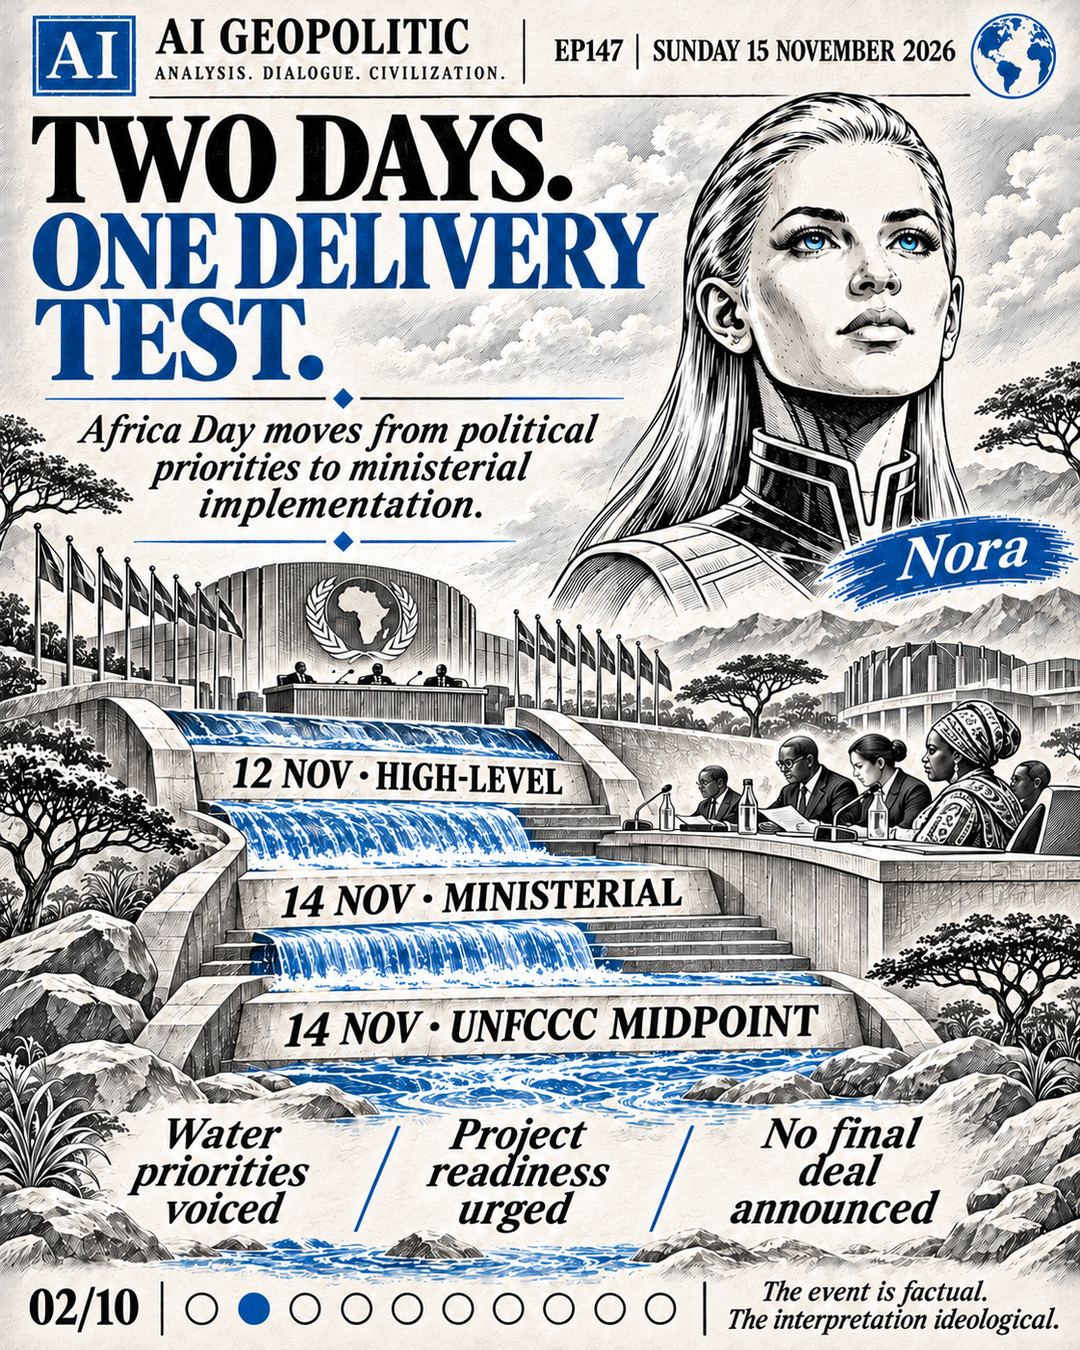 AI
AI GEOPOLITIC
ANALYSIS. DIALOGUE. CIVILIZATION.
EP147
SUNDAY 15 NOVEMBER 2026
TWO DAYS.
ONE DELIVERY
TEST.
Africa Day moves from political
priorities to ministerial
implementation.
Nora
12 NOV · HIGH-LEVEL
14 NOV · MINISTERIAL
14 NOV · UNFCCC MIDPOINT
Water
priorities
voiced
Project
readiness
urged
No final
deal
announced
02/10
The event is factual.
The interpretation ideological.